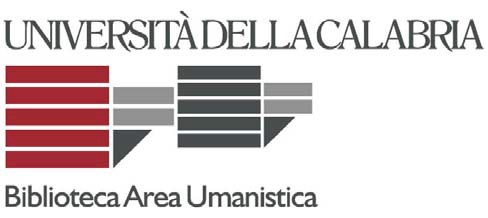 UNIVERSITÀ DELLA CALABRIA
Biblioteca Area Umanistica